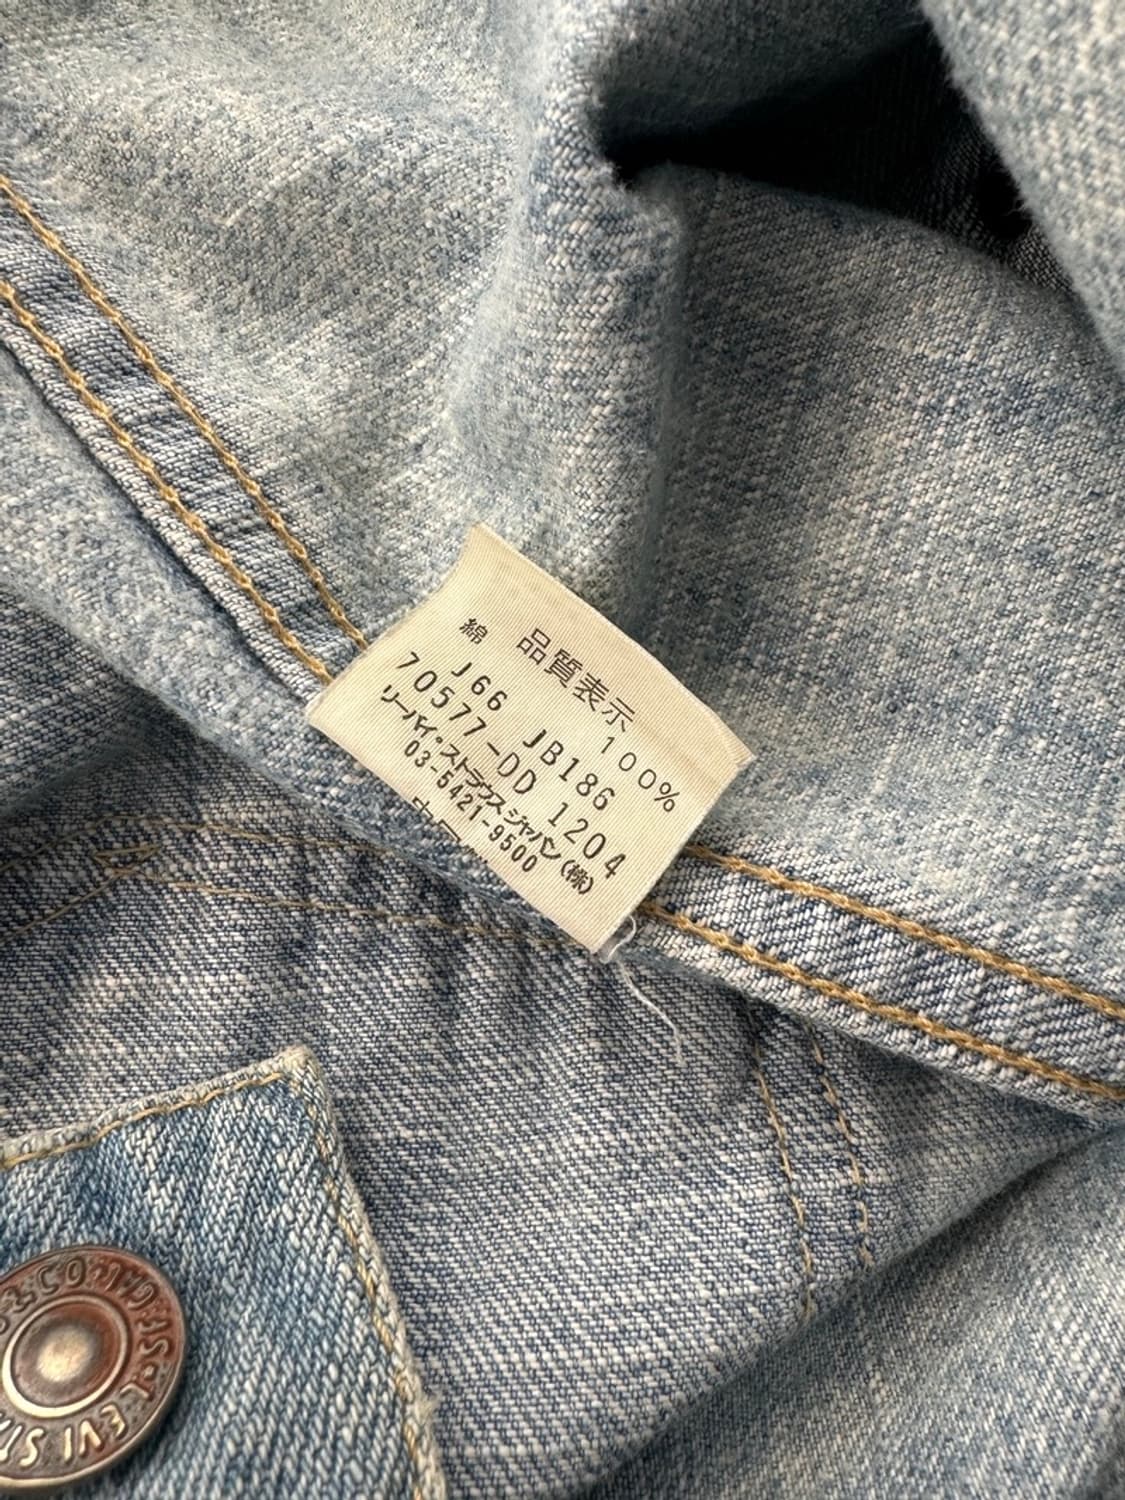 品質表示
綿 100%
J66 JB186
70577-DD 1204
リーバイ・ストラウス ジャパン(株)
03-5421-9500
LEVI
S.F.CAL
&CO